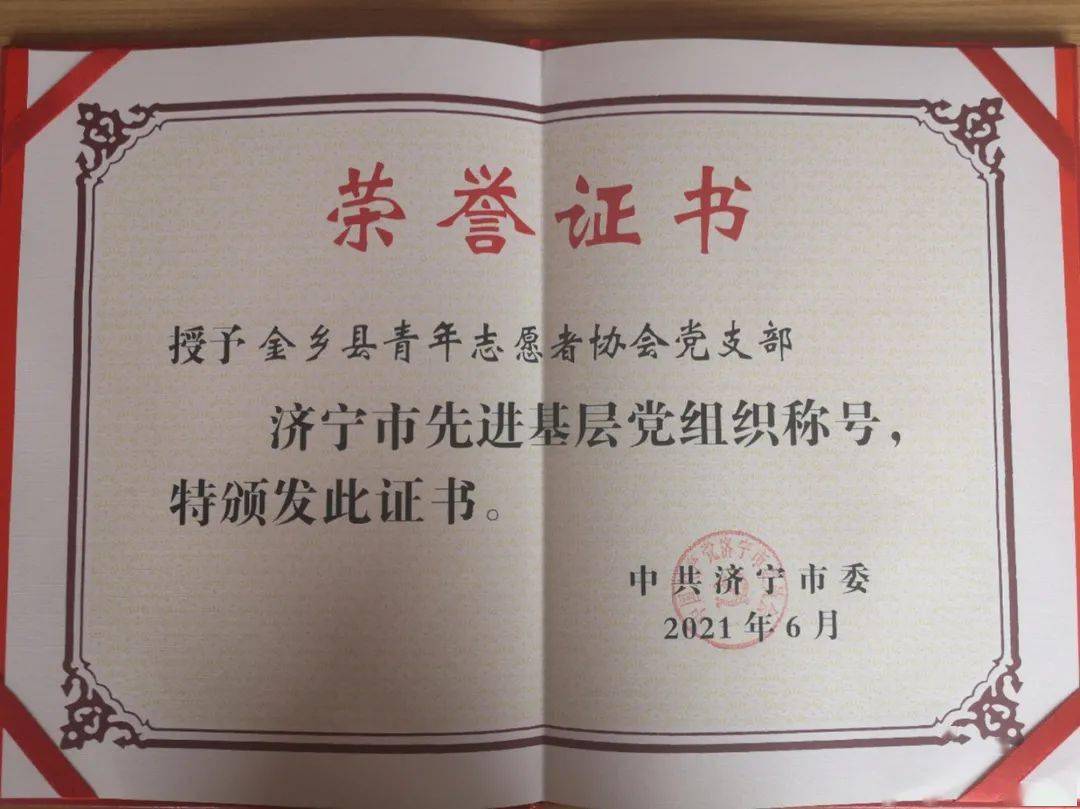 荣誉证书
授予金乡县青年志愿者协会党支部
济宁市先进基层党组织称号，
特颁发此证书。
中共济宁市委
2021年6月